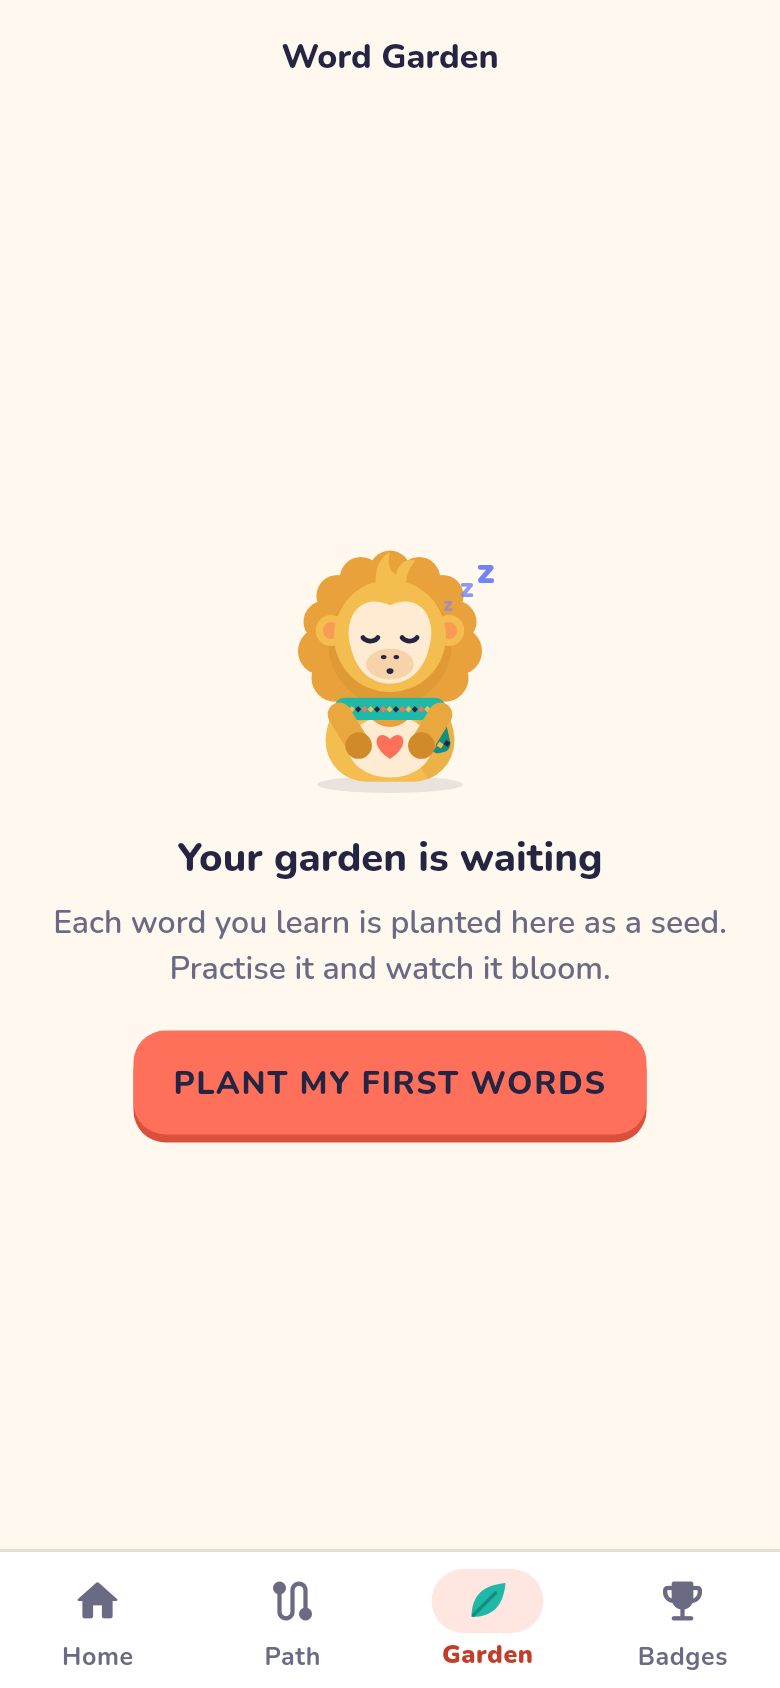 Word Garden
z
z
z
Your garden is waiting
Each word you learn is planted here as a seed.
Practise it and watch it bloom.
PLANT MY FIRST WORDS
Home
Path
Garden
Badges